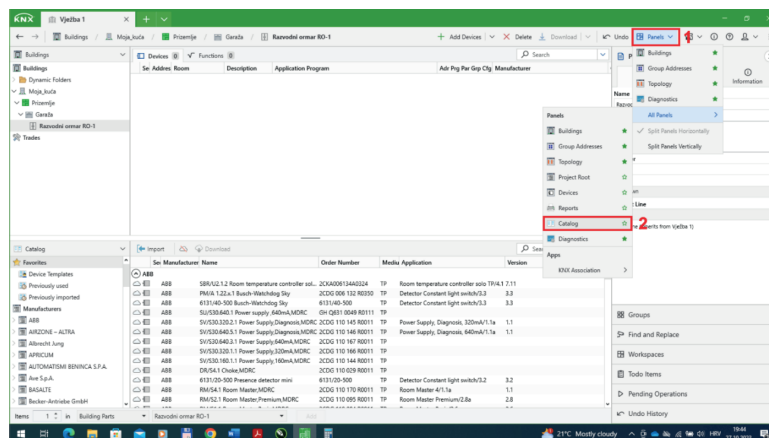 KNX Vježba 1
Buildings / Moja_kuća / Prizemlje / Garaža / Razvodni ormar RO-1
Add Devices Delete Download Undo Panels 1
Buildings
Devices 0 Functions 0
Search
Buildings
Group Addresses
Topology
Diagnostics
All Panels
Split Panels Horizontally
Split Panels Vertically
Information
Name
Buildings
Dynamic Folders
Moja_kuća
Prizemlje
Garaža
Razvodni ormar RO-1
Trades
Se Addres Room Description Application Program Adr Prg Par Grp Cfg Manufacturer
Panels
Buildings
Group Addresses
Topology
Project Root
Devices
Reports
Catalog 2
Diagnostics
Apps
KNX Association
Line
Catalog
Import Download
Favorites
Device Templates
Previously used
Previously imported
Manufacturers
ABB
AIRZONE – ALTRA
Albrecht Jung
APRICUM
AUTOMATISMI BENINCA S.P.A.
Ave S.p.A.
BASALTE
Becker-Antriebe GmbH
Se Manufacturer Name Order Number Mediu Application Version
ABB
ABB SBR/U2.1.2 Room temperature controller sol... 2CKA006134A0324 TP Room temperature controller solo TP/4.1 7.11
ABB PM/A 1.22.x.1 Busch-Watchdog Sky 2CDG 006 132 R0350 TP Detector Constant light switch/3.3 3.3
ABB 6131/40-500 Busch-Watchdog Sky 6131/40-500 TP Detector Constant light switch/3.3 3.3
ABB SU/S30.640.1 Power supply ,640mA,MDRC GH Q631 0049 R0111 TP
ABB SV/S30.320.2.1 Power Supply,Diagnosis,MDRC 2CDG 110 145 R0011 TP Power Supply, Diagnosis, 320mA/1.1a 1.1
ABB SV/S30.640.5.1 Power Supply,Diagnosis,MDRC 2CDG 110 146 R0011 TP Power Supply, Diagnosis, 640mA/1.1a 1.1
ABB SV/S30.640.3.1 Power Supply,640mA,MDRC 2CDG 110 167 R0011 TP
ABB SV/S30.320.1.1 Power Supply,320mA,MDRC 2CDG 110 166 R0011 TP
ABB SV/S30.160.1.1 Power Supply,160mA,MDRC 2CDG 110 144 R0011 TP
ABB DR/S4.1 Choke,MDRC 2CDG 110 029 R0011 TP
ABB 6131/20-500 Presence detector mini 6131/20-500 TP Detector Constant light switch/3.2 3.2
ABB RM/S4.1 Room Master,MDRC 2CDG 110 170 R0011 TP Room Master 4/1.1a 1.1
ABB RM/S2.1 Room Master,Premium,MDRC 2CDG 110 095 R0011 TP Room Master Premium/2.8a 2.8
Items 1 in Building Parts Razvodni ormar RO-1 Add
Groups
Find and Replace
Workspaces
Todo Items
Pending Operations
Undo History
21°C Mostly cloudy HRV 19:44